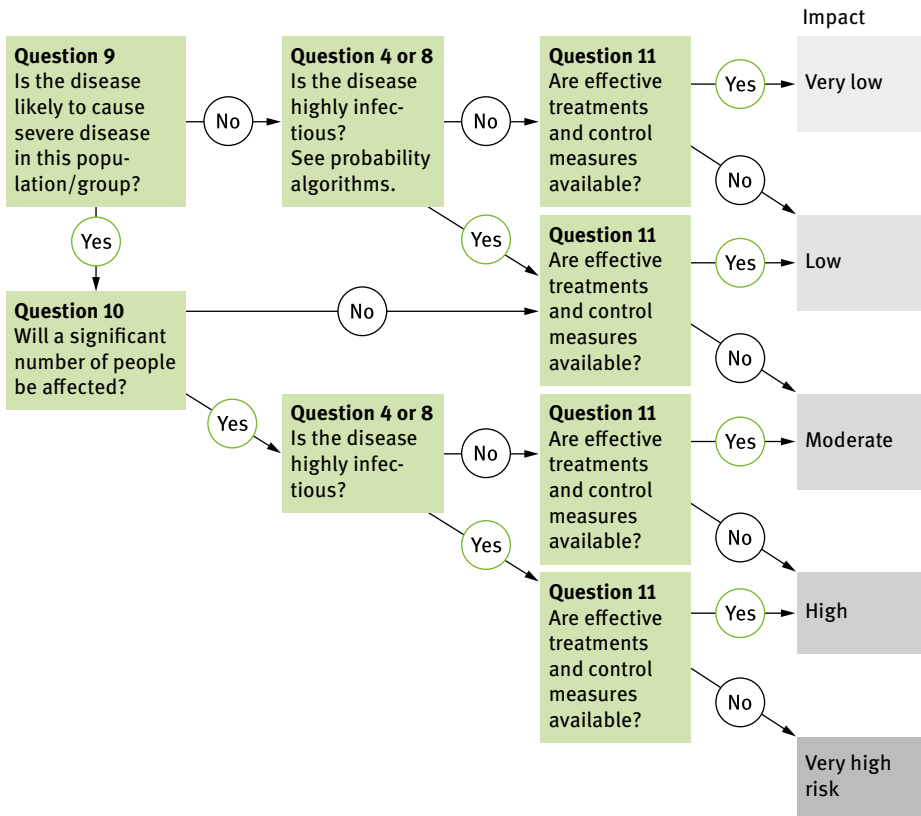 Impact
Question 9
Is the disease
likely to cause
severe disease
in this popu-
lation/group?
No
Question 4 or 8
Is the disease
highly infec-
tious?
See probability
algorithms.
No
Question 11
Are effective
treatments
and control
measures
available?
Yes
Very low
No
Yes
Yes
Question 11
Are effective
treatments
and control
measures
available?
Yes
Low
Question 10
Will a significant
number of people
be affected?
No
No
Yes
Question 4 or 8
Is the disease
highly infec-
tious?
No
Question 11
Are effective
treatments
and control
measures
available?
Yes
Moderate
No
Yes
Question 11
Are effective
treatments
and control
measures
available?
Yes
High
No
Very high
risk